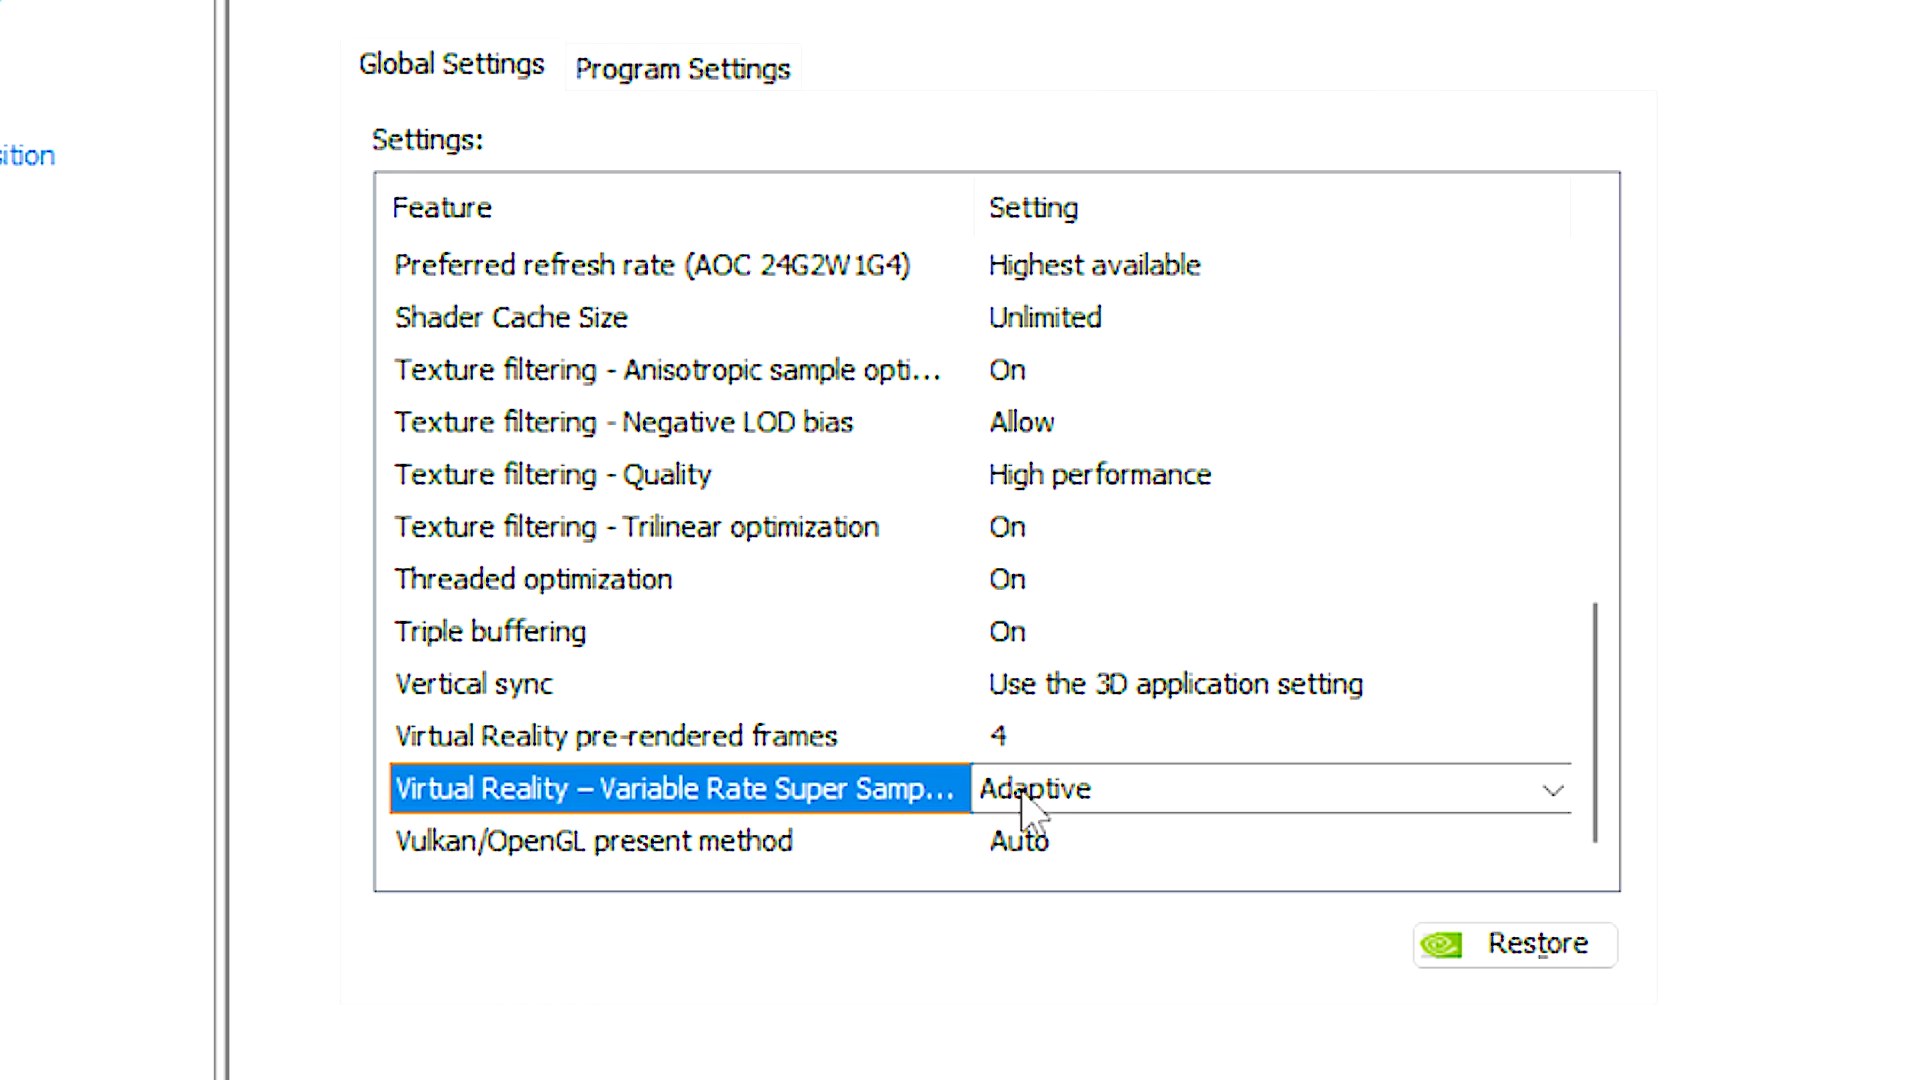 Global Settings
Program Settings
sition
Settings:
Feature Setting
Preferred refresh rate (AOC 24G2W1G4) Highest available
Shader Cache Size Unlimited
Texture filtering - Anisotropic sample opti... On
Texture filtering - Negative LOD bias Allow
Texture filtering - Quality High performance
Texture filtering - Trilinear optimization On
Threaded optimization On
Triple buffering On
Vertical sync Use the 3D application setting
Virtual Reality pre-rendered frames 4
Virtual Reality – Variable Rate Super Samp... Adaptive
Vulkan/OpenGL present method Auto
Restore